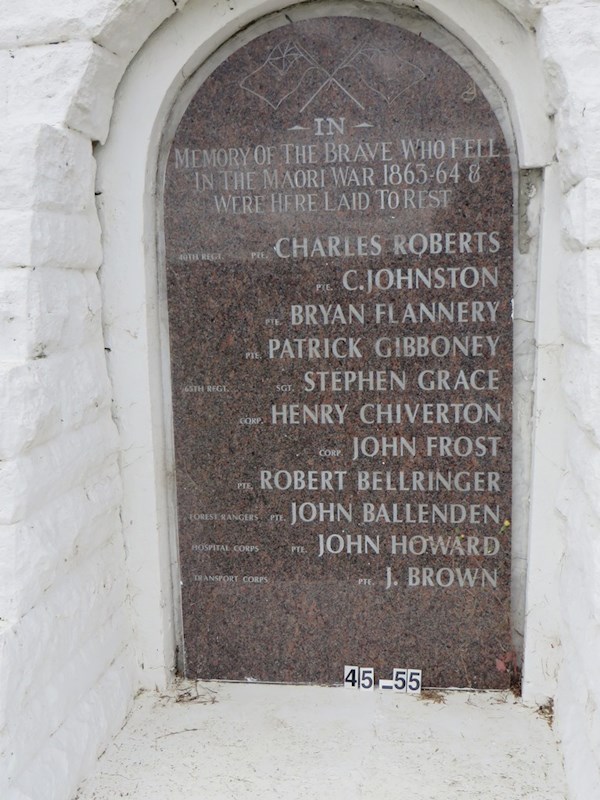 IN
MEMORY OF THE BRAVE WHO FELL
IN THE MAORI WAR 1863-64 &
WERE HERE LAID TO REST
REGT. PTE. CHARLES ROBERTS
PTE. C. JOHNSTON
PTE. BRYAN FLANNERY
PTE. PATRICK GIBBONEY
65TH REGT. SGT. STEPHEN GRACE
CORP. HENRY CHIVERTON
CORP. JOHN FROST
PTE. ROBERT BELLRINGER
FOREST RANGERS PTE. JOHN BALLENDEN
HOSPITAL CORPS PTE. JOHN HOWARD
TRANSPORT CORPS PTE. J. BROWN
45-55